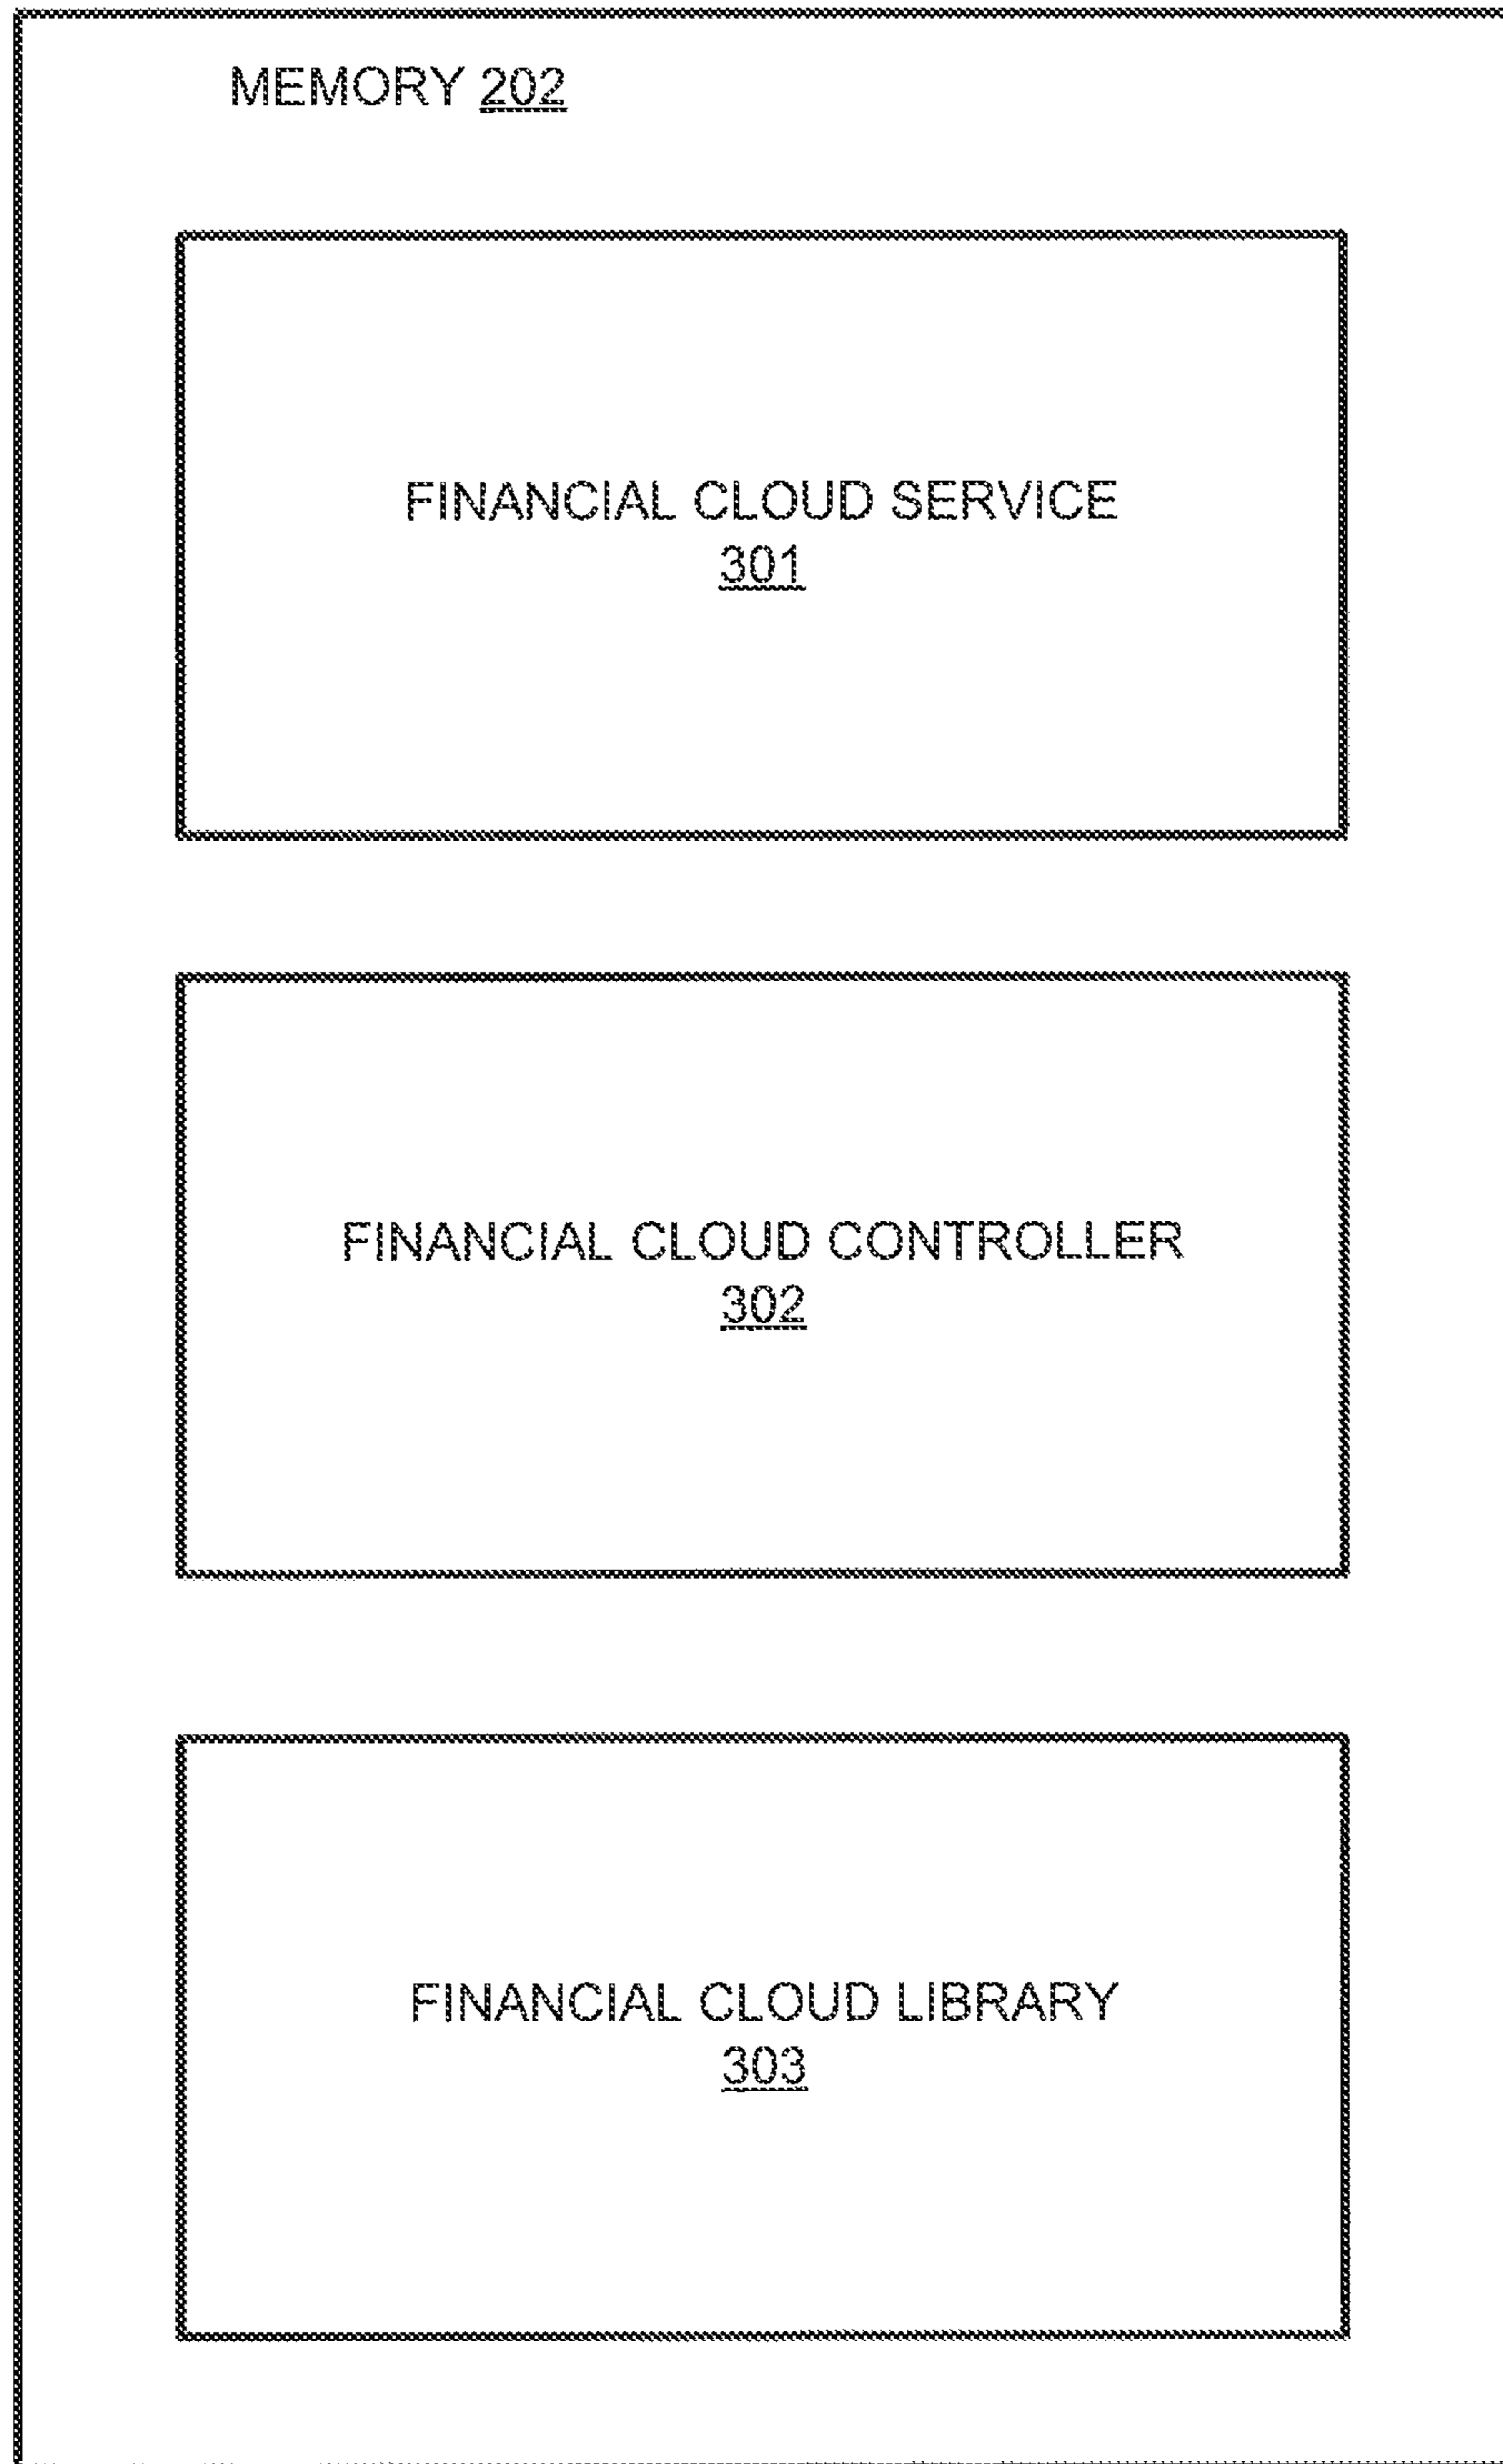 MEMORY 202
FINANCIAL CLOUD SERVICE
301
FINANCIAL CLOUD CONTROLLER
302
FINANCIAL CLOUD LIBRARY
303